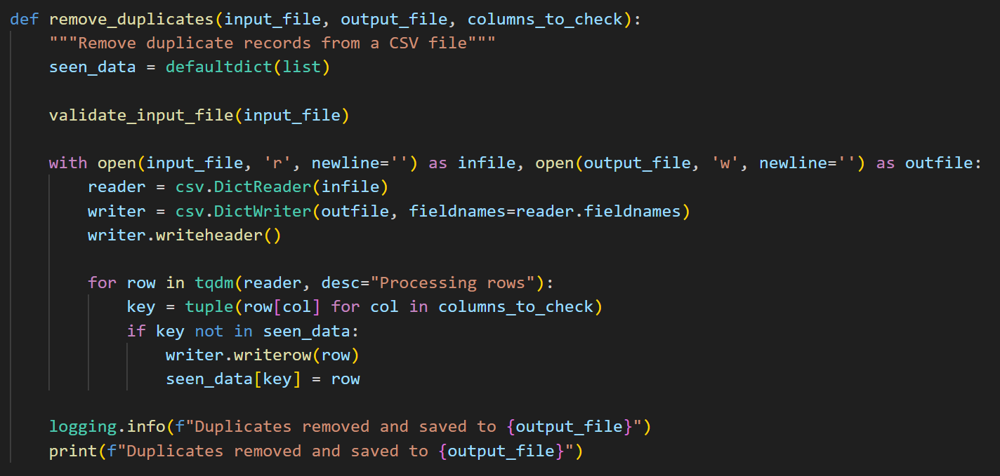 def remove_duplicates(input_file, output_file, columns_to_check):
    """Remove duplicate records from a CSV file"""
    seen_data = defaultdict(list)

    validate_input_file(input_file)

    with open(input_file, 'r', newline='') as infile, open(output_file, 'w', newline='') as outfile:
        reader = csv.DictReader(infile)
        writer = csv.DictWriter(outfile, fieldnames=reader.fieldnames)
        writer.writeheader()

        for row in tqdm(reader, desc="Processing rows"):
            key = tuple(row[col] for col in columns_to_check)
            if key not in seen_data:
                writer.writerow(row)
                seen_data[key] = row

    logging.info(f"Duplicates removed and saved to {output_file}")
    print(f"Duplicates removed and saved to {output_file}")